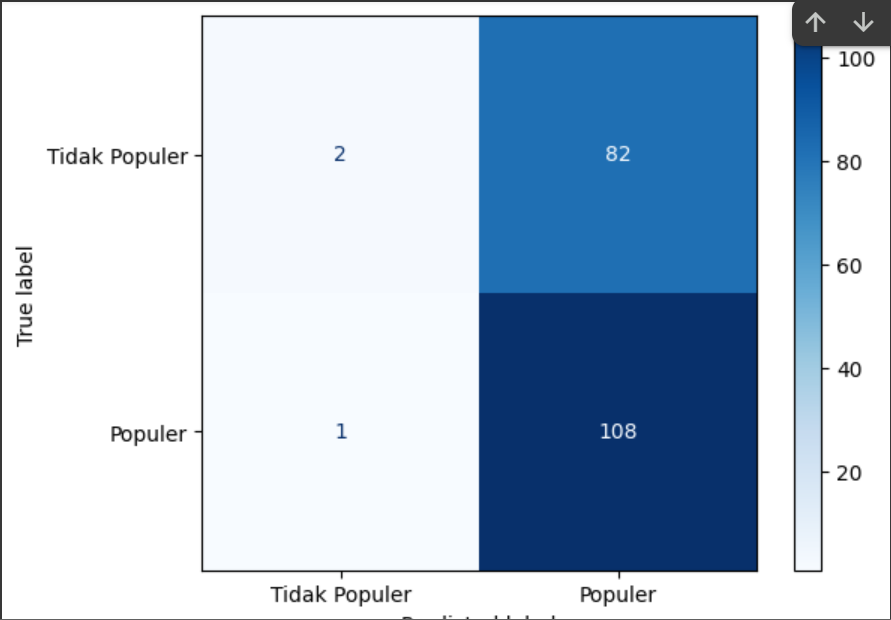 100
Tidak Populer 2 82
80
60
True label
40
Populer 1 108
20
Tidak Populer Populer